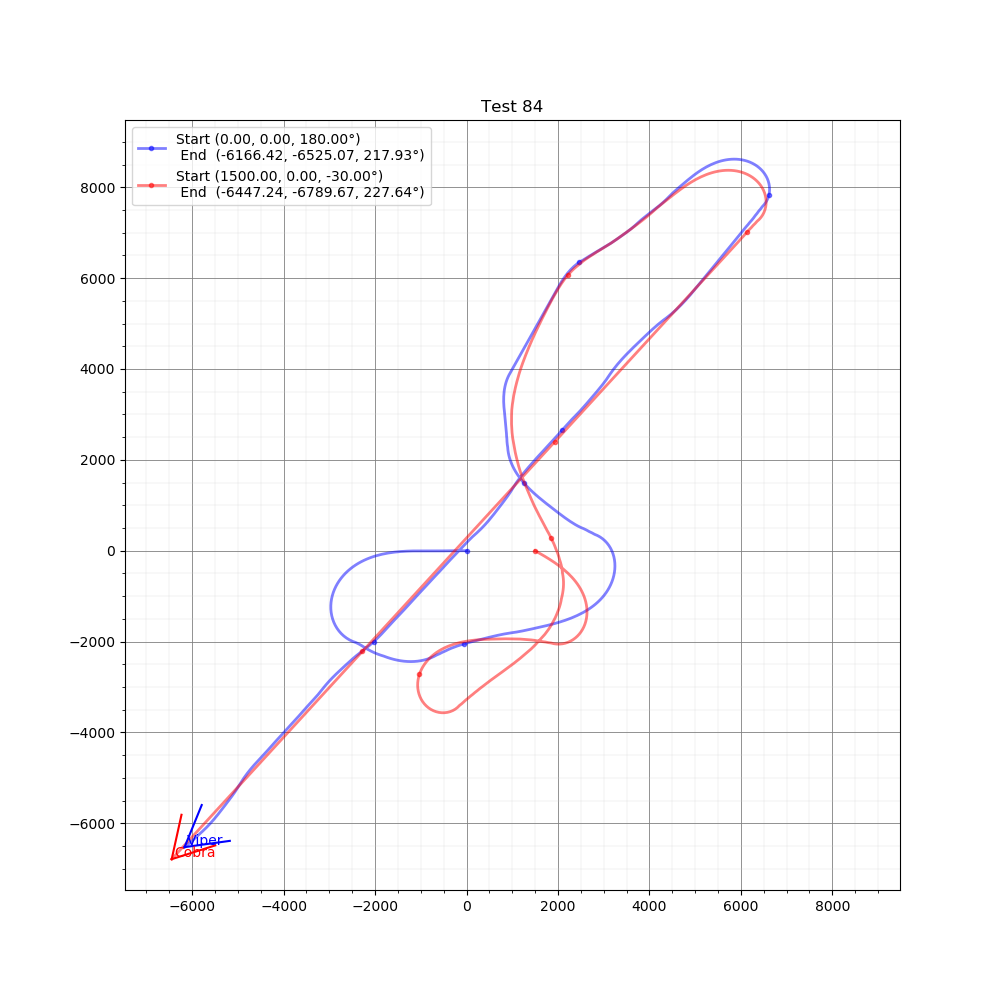 Test 84
Start (0.00, 0.00, 180.00°)
End (-6166.42, -6525.07, 217.93°)
Start (1500.00, 0.00, -30.00°)
End (-6447.24, -6789.67, 227.64°)
8000
6000
4000
2000
0
−2000
−4000
−6000
Viper
Cobra
−6000 −4000 −2000 0 2000 4000 6000 8000